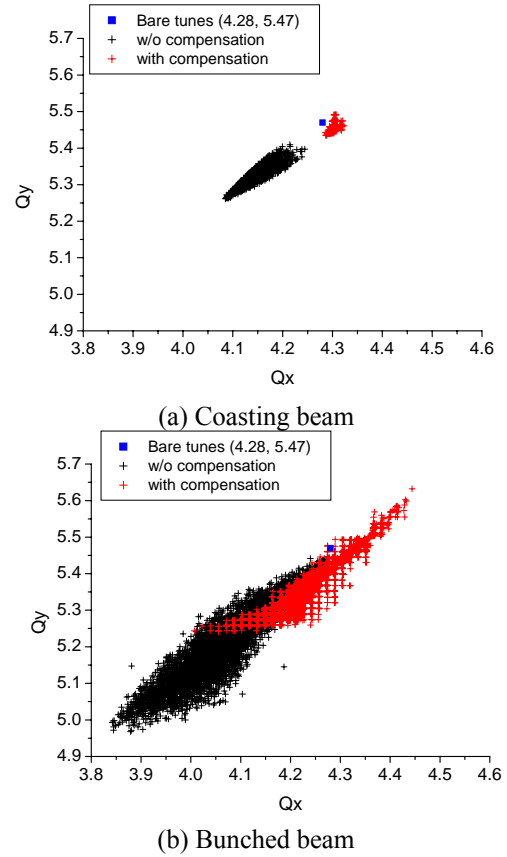 Bare tunes (4.28, 5.47)
w/o compensation
with compensation
5.7
5.6
5.5
5.4
5.3
5.2
5.1
5.0
4.9
Qy
3.8 3.9 4.0 4.1 4.2 4.3 4.4 4.5 4.6
Qx
(a) Coasting beam
Bare tunes (4.28, 5.47)
w/o compensation
with compensation
5.7
5.6
5.5
5.4
5.3
5.2
5.1
5.0
4.9
Qy
3.8 3.9 4.0 4.1 4.2 4.3 4.4 4.5 4.6
Qx
(b) Bunched beam